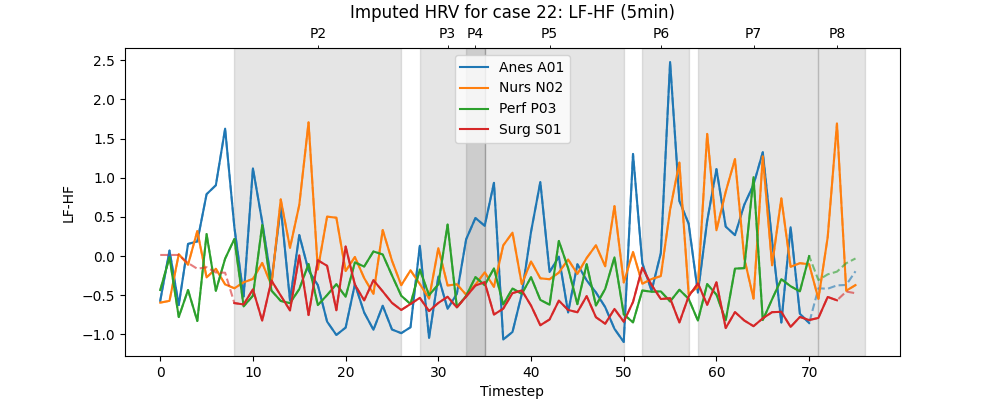 Imputed HRV for case 22: LF-HF (5min)
P2 P3 P4 P5 P6 P7 P8
2.5
2.0
1.5
1.0
0.5
0.0
−0.5
−1.0
LF-HF
Anes A01
Nurs N02
Perf P03
Surg S01
0 10 20 30 40 50 60 70
Timestep